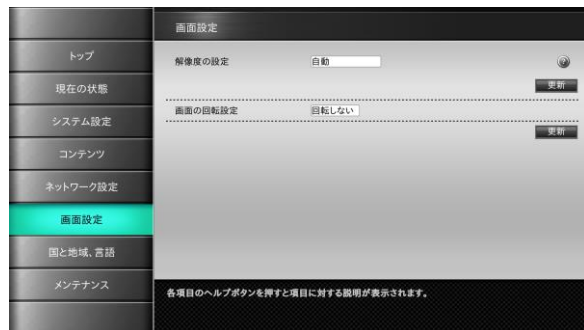 画面設定
トップ
現在の状態
システム設定
コンテンツ
ネットワーク設定
画面設定
国と地域、言語
メンテナンス
解像度の設定 自動
更新
画面の回転設定 回転しない
更新
各項目のヘルプボタンを押すと項目に対する説明が表示されます。